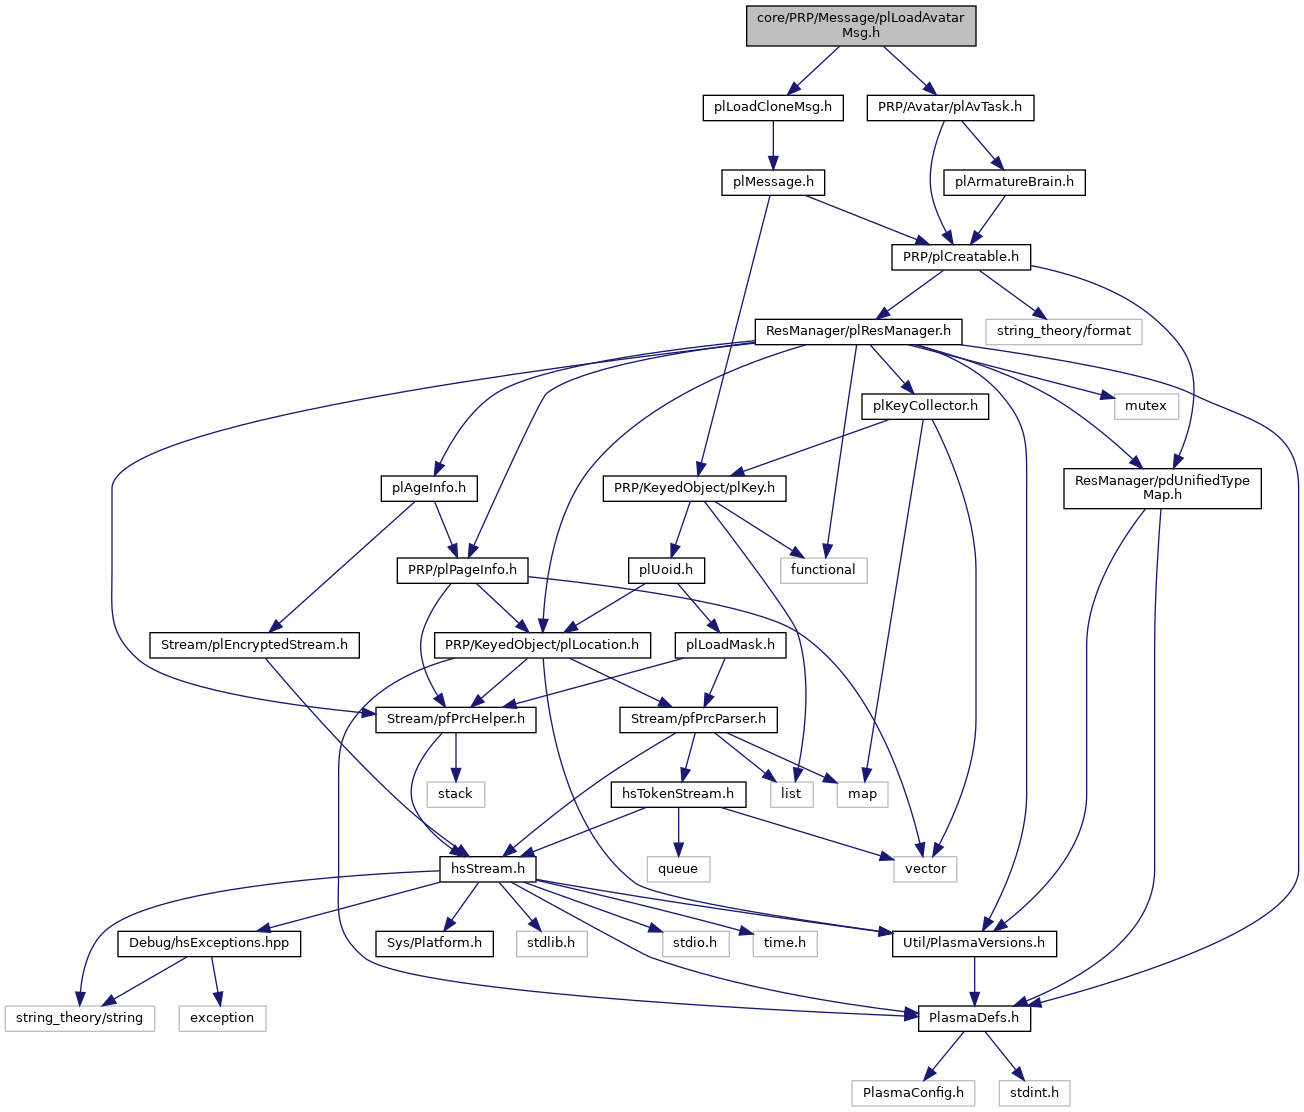 core/PRP/Message/plLoadAvatar
Msg.h
plLoadCloneMsg.h
PRP/Avatar/plAvTask.h
plMessage.h
plArmatureBrain.h
PRP/plCreatable.h
ResManager/plResManager.h
string_theory/format
plKeyCollector.h
mutex
plAgeInfo.h
PRP/KeyedObject/plKey.h
ResManager/pdUnifiedType
Map.h
PRP/plPageInfo.h
plUoid.h
functional
Stream/plEncryptedStream.h
PRP/KeyedObject/plLocation.h
plLoadMask.h
Stream/pfPrcHelper.h
Stream/pfPrcParser.h
stack
hsTokenStream.h
list
map
hsStream.h
queue
vector
Debug/hsExceptions.hpp
Sys/Platform.h
stdlib.h
stdio.h
time.h
Util/PlasmaVersions.h
string_theory/string
exception
PlasmaDefs.h
PlasmaConfig.h
stdint.h